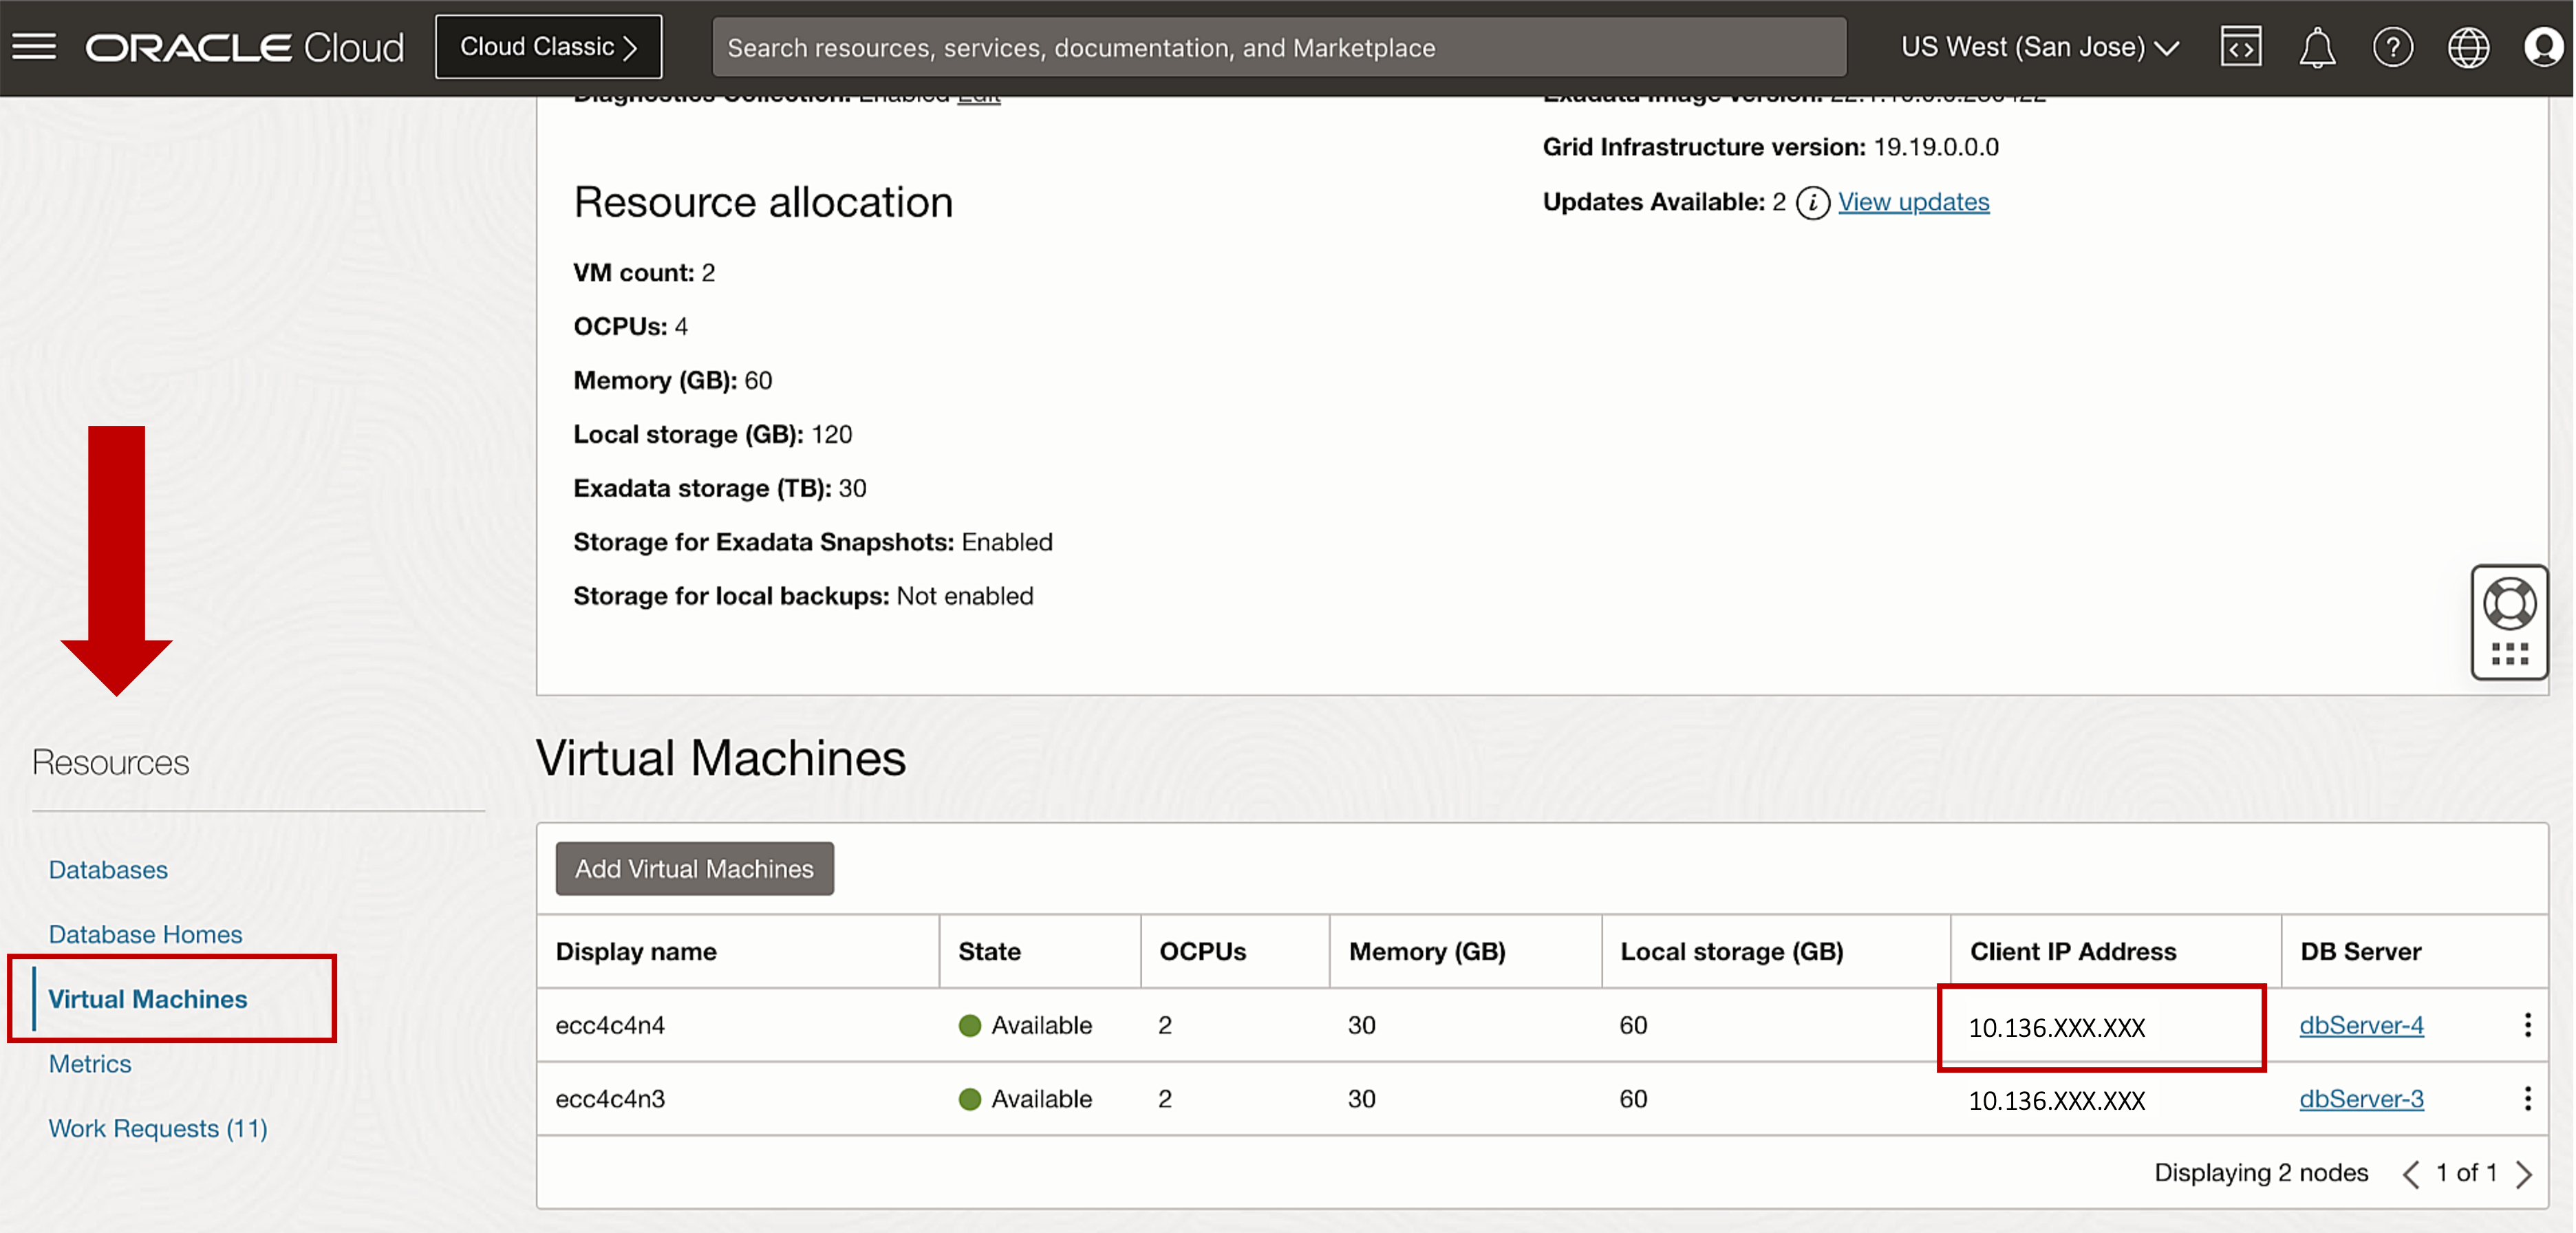 ORACLE Cloud
Cloud Classic
Search resources, services, documentation, and Marketplace
US West (San Jose)
Diagnostics Collection: Enabled Edit
Exadata Image version:
Grid Infrastructure version: 19.19.0.0.0
Updates Available: 2 i View updates
Resource allocation
VM count: 2
OCPUs: 4
Memory (GB): 60
Local storage (GB): 120
Exadata storage (TB): 30
Storage for Exadata Snapshots: Enabled
Storage for local backups: Not enabled
Resources
Databases
Database Homes
Virtual Machines
Metrics
Work Requests (11)
Virtual Machines
Add Virtual Machines
Display name State OCPUs Memory (GB) Local storage (GB) Client IP Address DB Server
ecc4c4n4 Available 2 30 60 10.136.XXX.XXX dbServer-4
ecc4c4n3 Available 2 30 60 10.136.XXX.XXX dbServer-3
Displaying 2 nodes < 1 of 1 >